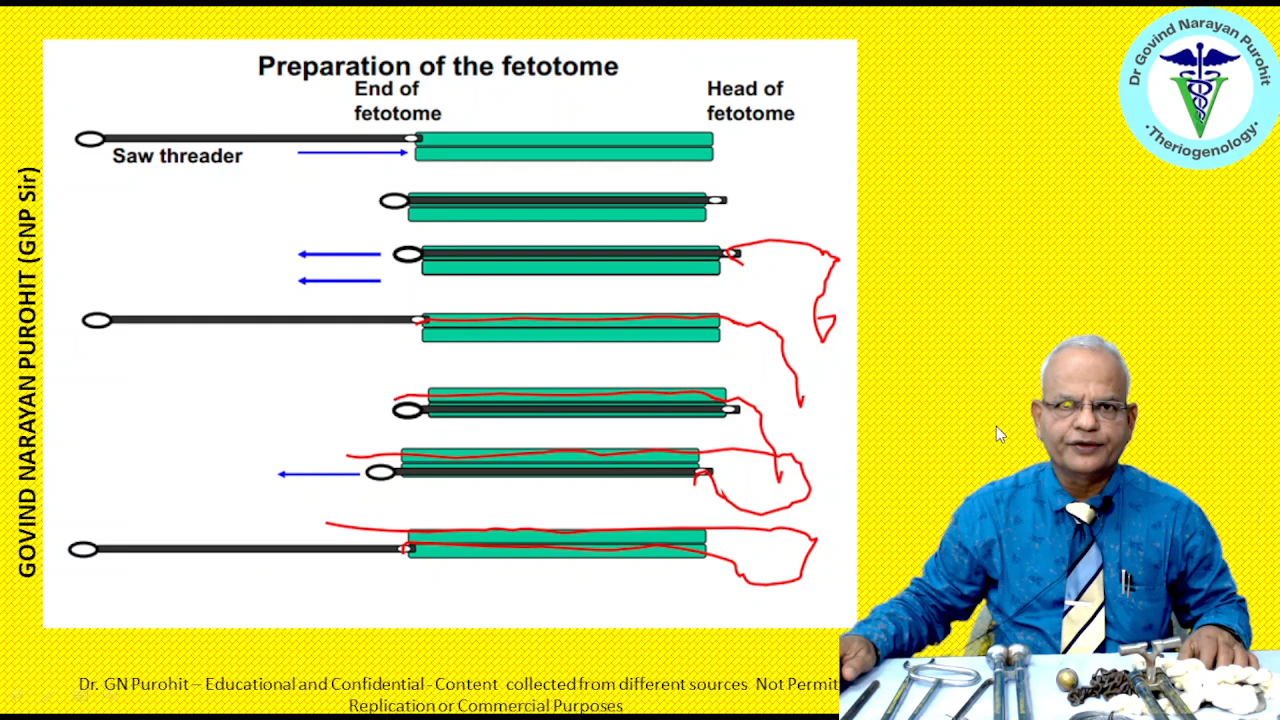 Preparation of the fetotome
End of
fetotome
Head of
fetotome
Saw threader
GOVIND NARAYAN PUROHIT (GNP Sir)
Dr Govind Narayan Purohit
V
• Theriogenology •
Dr. GN Purohit – Educational and Confidential - Content collected from different sources Not Permit
Replication or Commercial Purposes